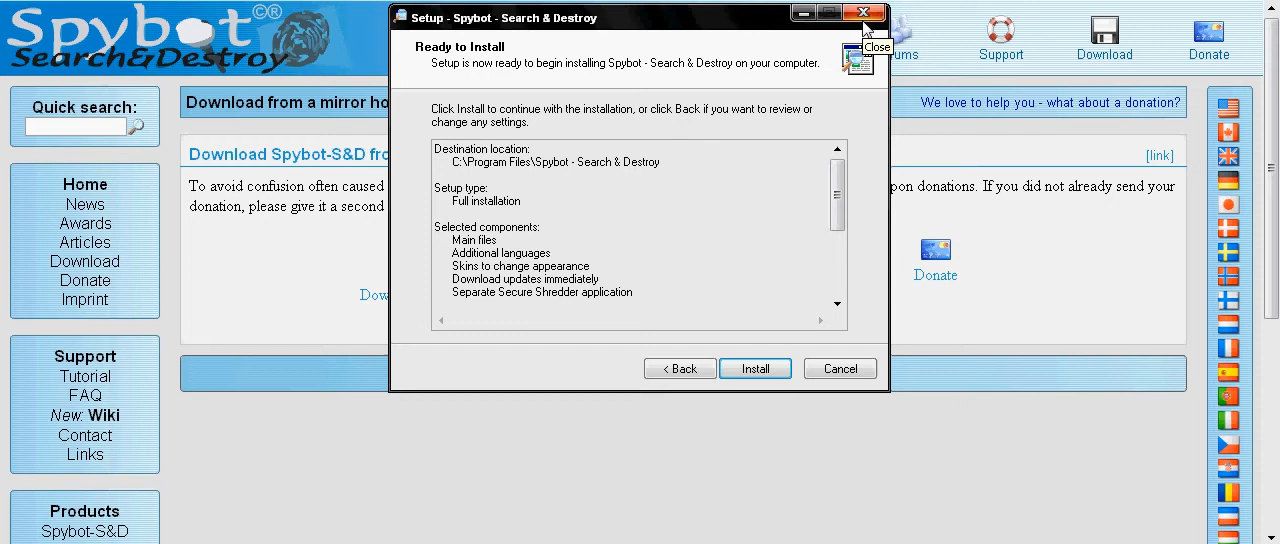 Spybot ©®
Search&Destroy
ums
Support
Download
Donate
Quick search:
Home
News
Awards
Articles
Download
Donate
Imprint
Support
Tutorial
FAQ
New: Wiki
Contact
Links
Products
Spybot-S&D
Download from a mirror ho
We love to help you - what about a donation?
Download Spybot-S&D fro
[link]
To avoid confusion often caused
pon donations. If you did not already send your
donation, please give it a second
Dow
Donate
Setup - Spybot - Search & Destroy
Close
Ready to Install
Setup is now ready to begin installing Spybot - Search & Destroy on your computer.
Click Install to continue with the installation, or click Back if you want to review or
change any settings.
Destination location:
C:\Program Files\Spybot - Search & Destroy
Setup type:
Full installation
Selected components:
Main files
Additional languages
Skins to change appearance
Download updates immediately
Separate Secure Shredder application
< Back
Install
Cancel